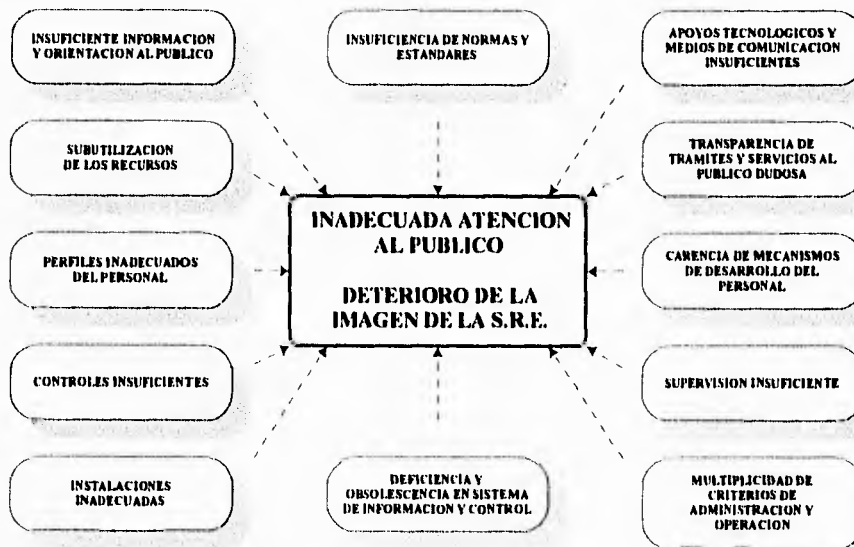 INSUFICIENTE INFORMACION
Y ORIENTACION AL PUBLICO
INSUFICIENCIA DE NORMAS Y
ESTANDARES
APOYOS TECNOLOGICOS Y
MEDIOS DE COMUNICACION
INSUFICIENTES
SUBUTILIZACION
DE LOS RECURSOS
TRANSPARENCIA DE
TRAMITES Y SERVICIOS AL
PUBLICO DUDOSA
INADECUADA ATENCION
AL PUBLICO
DETERIORO DE LA
IMAGEN DE LA S.R.E.
PERFILES INADECUADOS
DEL PERSONAL
CARENCIA DE MECANISMOS
DE DESARROLLO DEL
PERSONAL
CONTROLES INSUFICIENTES
SUPERVISION INSUFICIENTE
INSTALACIONES
INADECUADAS
DEFICIENCIA Y
OBSOLESCENCIA EN SISTEMA
DE INFORMACION Y CONTROL
MULTIPLICIDAD DE
CRITERIOS DE
ADMINISTRACION Y
OPERACION